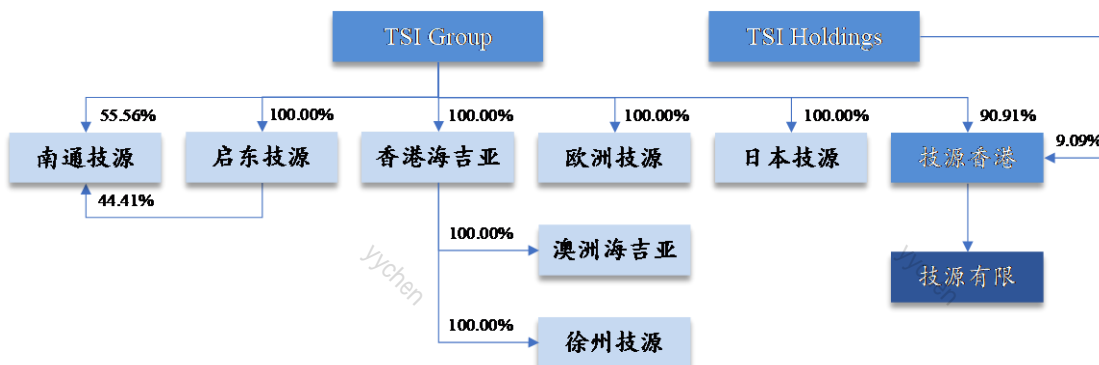 TSI Group
TSI Holdings
55.56%
100.00%
100.00%
100.00%
100.00%
90.91%
9.09%
南通技源
启东技源
香港海吉亚
欧洲技源
日本技源
技源香港
44.41%
100.00%
澳洲海吉亚
技源有限
100.00%
徐州技源
yychen
yychen